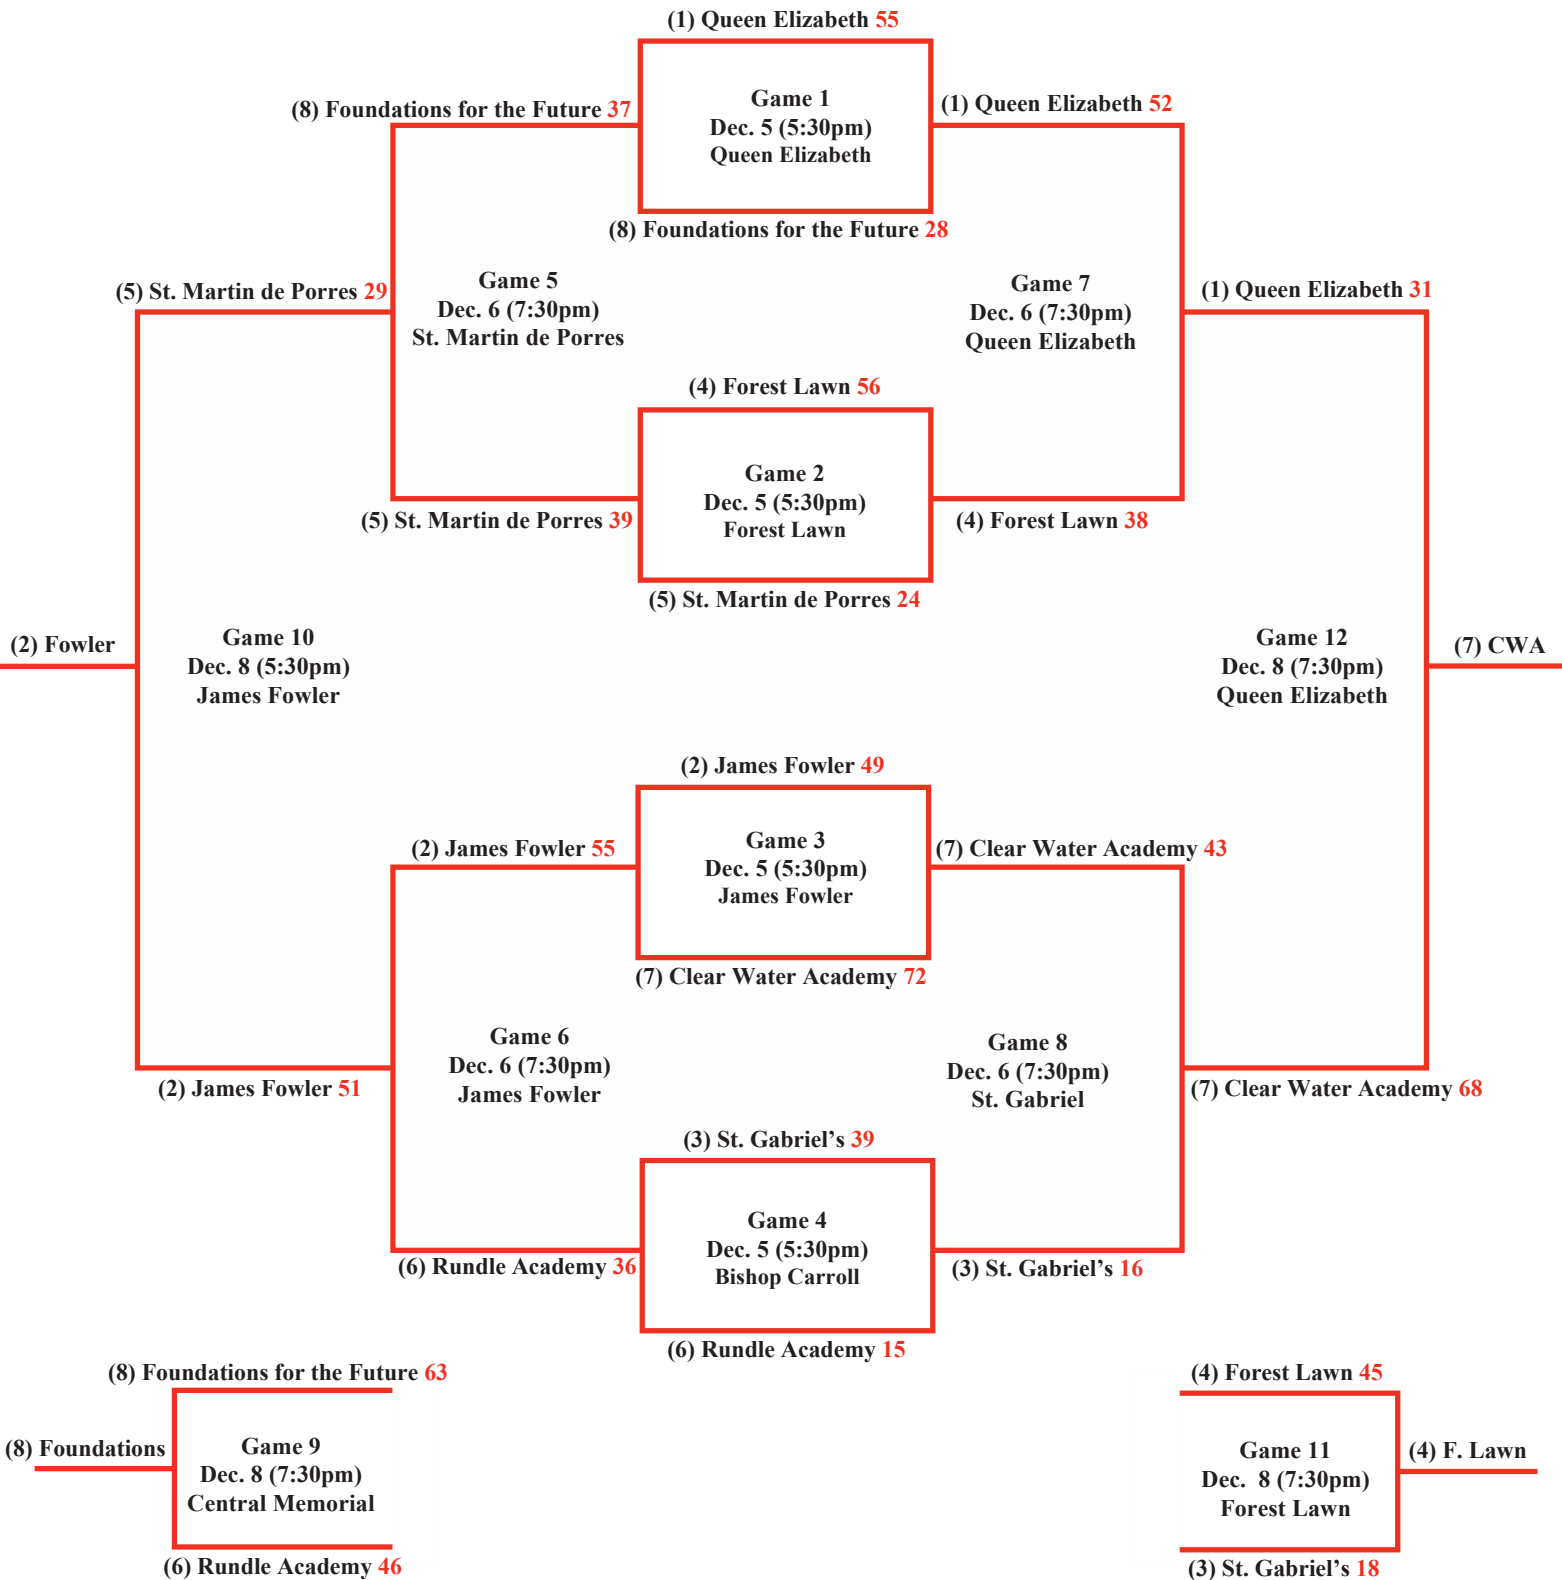 (1) Queen Elizabeth 55
(8) Foundations for the Future 37
Game 1
Dec. 5 (5:30pm)
Queen Elizabeth
(1) Queen Elizabeth 52
(8) Foundations for the Future 28
(5) St. Martin de Porres 29
Game 5
Dec. 6 (7:30pm)
St. Martin de Porres
Game 7
Dec. 6 (7:30pm)
Queen Elizabeth
(1) Queen Elizabeth 31
(4) Forest Lawn 56
(5) St. Martin de Porres 39
Game 2
Dec. 5 (5:30pm)
Forest Lawn
(4) Forest Lawn 38
(5) St. Martin de Porres 24
(2) Fowler
Game 10
Dec. 8 (5:30pm)
James Fowler
Game 12
Dec. 8 (7:30pm)
Queen Elizabeth
(7) CWA
(2) James Fowler 49
(2) James Fowler 55
Game 3
Dec. 5 (5:30pm)
James Fowler
(7) Clear Water Academy 43
(7) Clear Water Academy 72
(2) James Fowler 51
Game 6
Dec. 6 (7:30pm)
James Fowler
Game 8
Dec. 6 (7:30pm)
St. Gabriel
(7) Clear Water Academy 68
(3) St. Gabriel’s 39
(6) Rundle Academy 36
Game 4
Dec. 5 (5:30pm)
Bishop Carroll
(3) St. Gabriel’s 16
(6) Rundle Academy 15
(8) Foundations for the Future 63
(8) Foundations
Game 9
Dec. 8 (7:30pm)
Central Memorial
(6) Rundle Academy 46
(4) Forest Lawn 45
Game 11
Dec. 8 (7:30pm)
Forest Lawn
(4) F. Lawn
(3) St. Gabriel’s 18